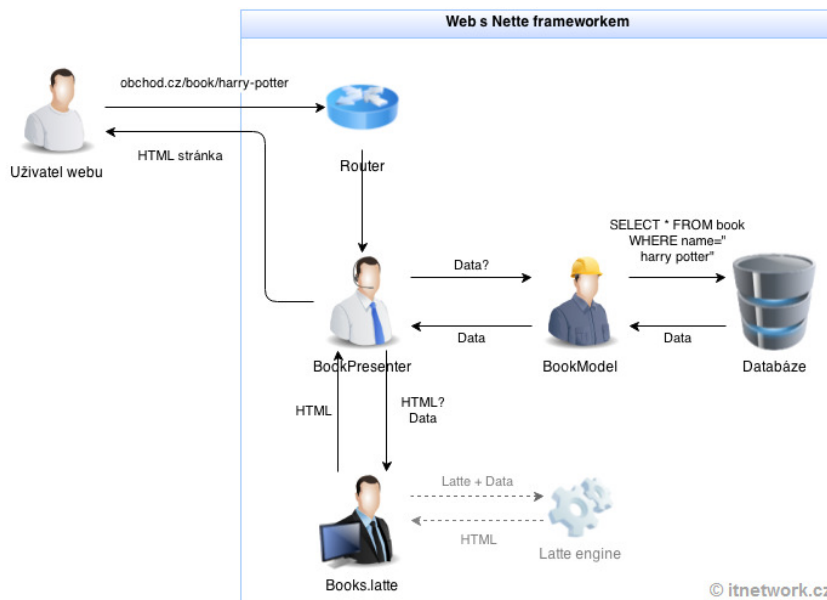 Web s Nette frameworkem
obchod.cz/book/harry-potter
HTML stránka
Uživatel webu
Router
SELECT * FROM book
WHERE name="
harry potter"
Data?
Data
Data
BookPresenter
BookModel
Databáze
HTML
HTML?
Data
Latte + Data
HTML
Latte engine
Books.latte
© itnetwork.cz